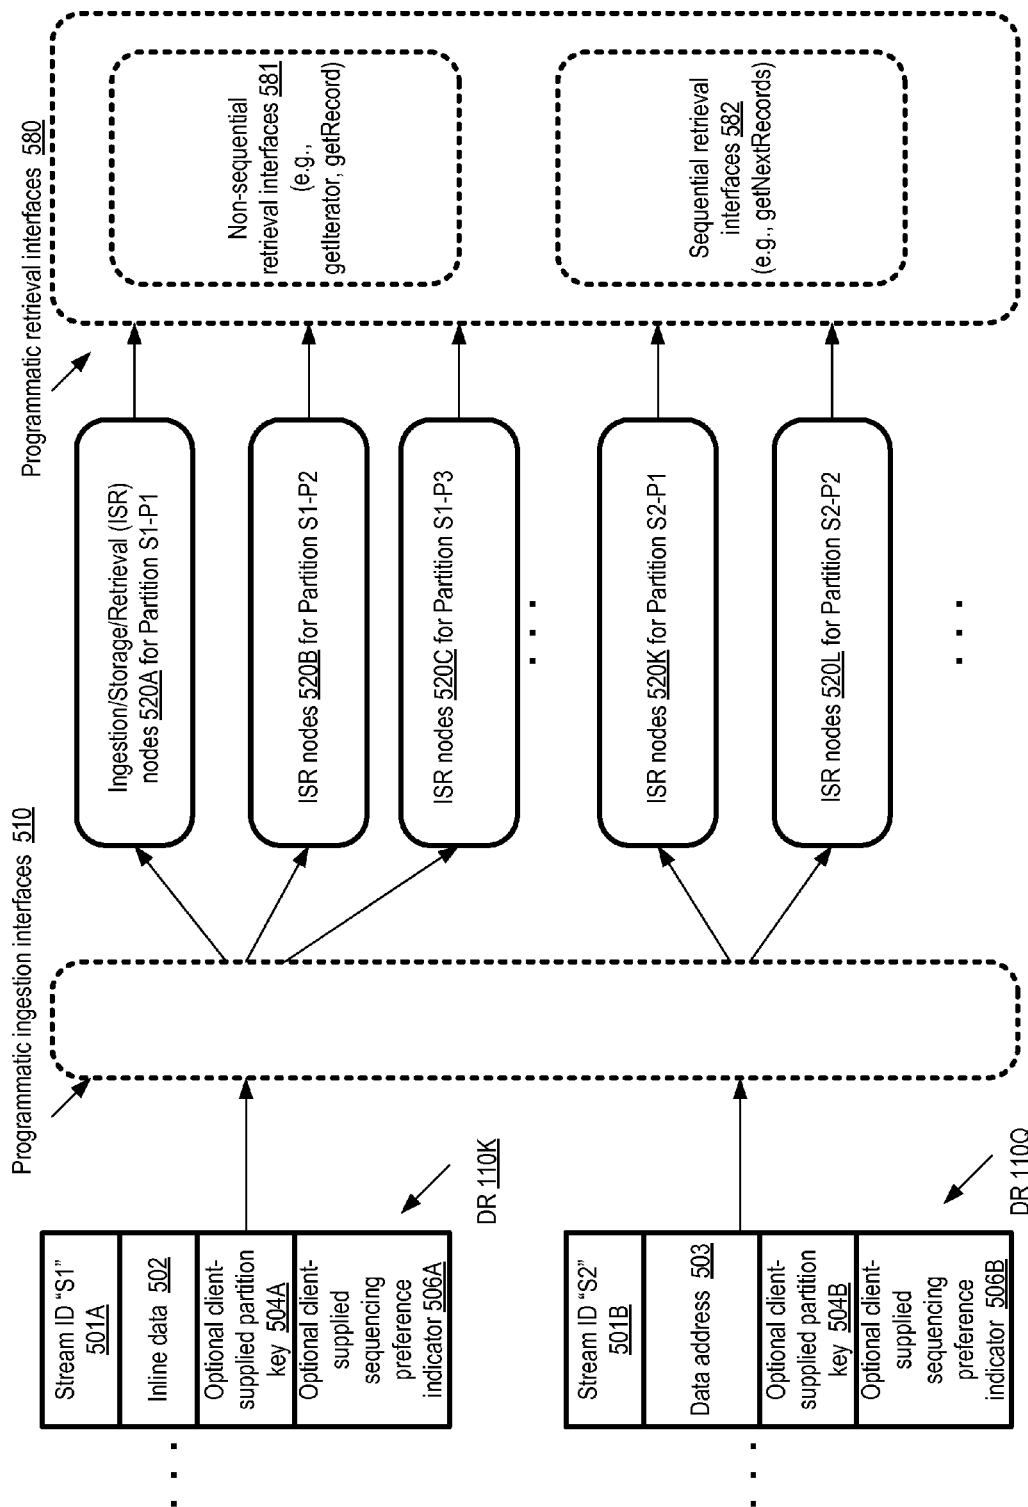 Programmatic ingestion interfaces 510
Programmatic retrieval interfaces 580
Stream ID “S1”
501A
Inline data 502
Optional client-
supplied partition
key 504A
Optional client-
supplied
sequencing
preference
indicator 506A
DR 110K
Stream ID “S2”
501B
Data address 503
Optional client-
supplied partition
key 504B
Optional client-
supplied
sequencing
preference
indicator 506B
DR 110Q
Ingestion/Storage/Retrieval (ISR)
nodes 520A for Partition S1-P1
ISR nodes 520B for Partition S1-P2
ISR nodes 520C for Partition S1-P3
ISR nodes 520K for Partition S2-P1
ISR nodes 520L for Partition S2-P2
Non-sequential
retrieval interfaces 581
(e.g.,
getIterator, getRecord)
Sequential retrieval
interfaces 582
(e.g., getNextRecords)